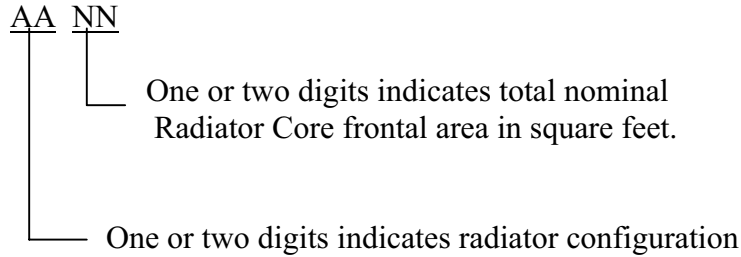 AA NN
One or two digits indicates total nominal
Radiator Core frontal area in square feet.
One or two digits indicates radiator configuration